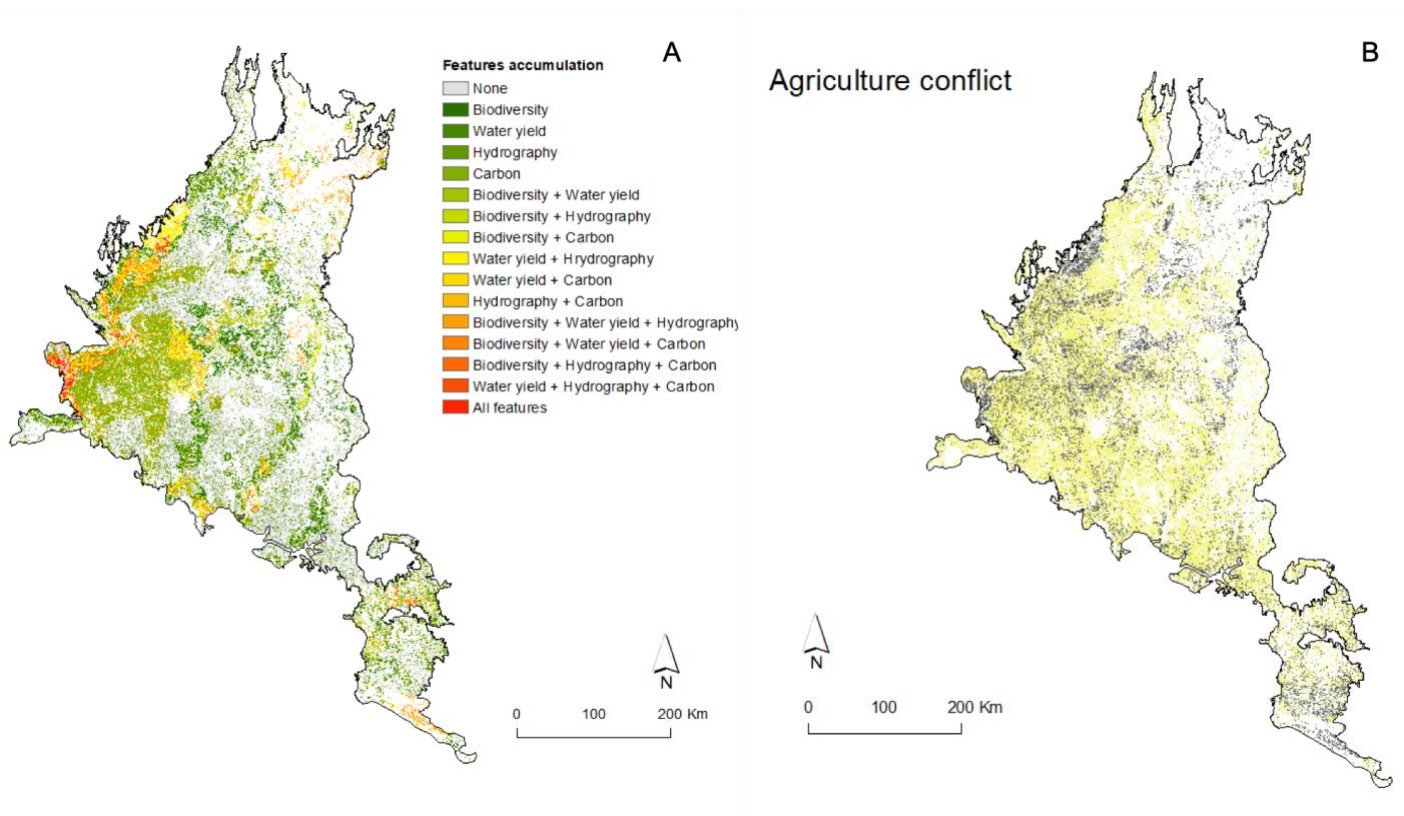 A
Features accumulation
None
Biodiversity
Water yield
Hydrography
Carbon
Biodiversity + Water yield
Biodiversity + Hydrography
Biodiversity + Carbon
Water yield + Hrydrography
Water yield + Carbon
Hydrography + Carbon
Biodiversity + Water yield + Hydrography
Biodiversity + Water yield + Carbon
Biodiversity + Hydrography + Carbon
Water yield + Hydrography + Carbon
All features
N
0 100 200 Km
B
Agriculture conflict
N
0 100 200 Km